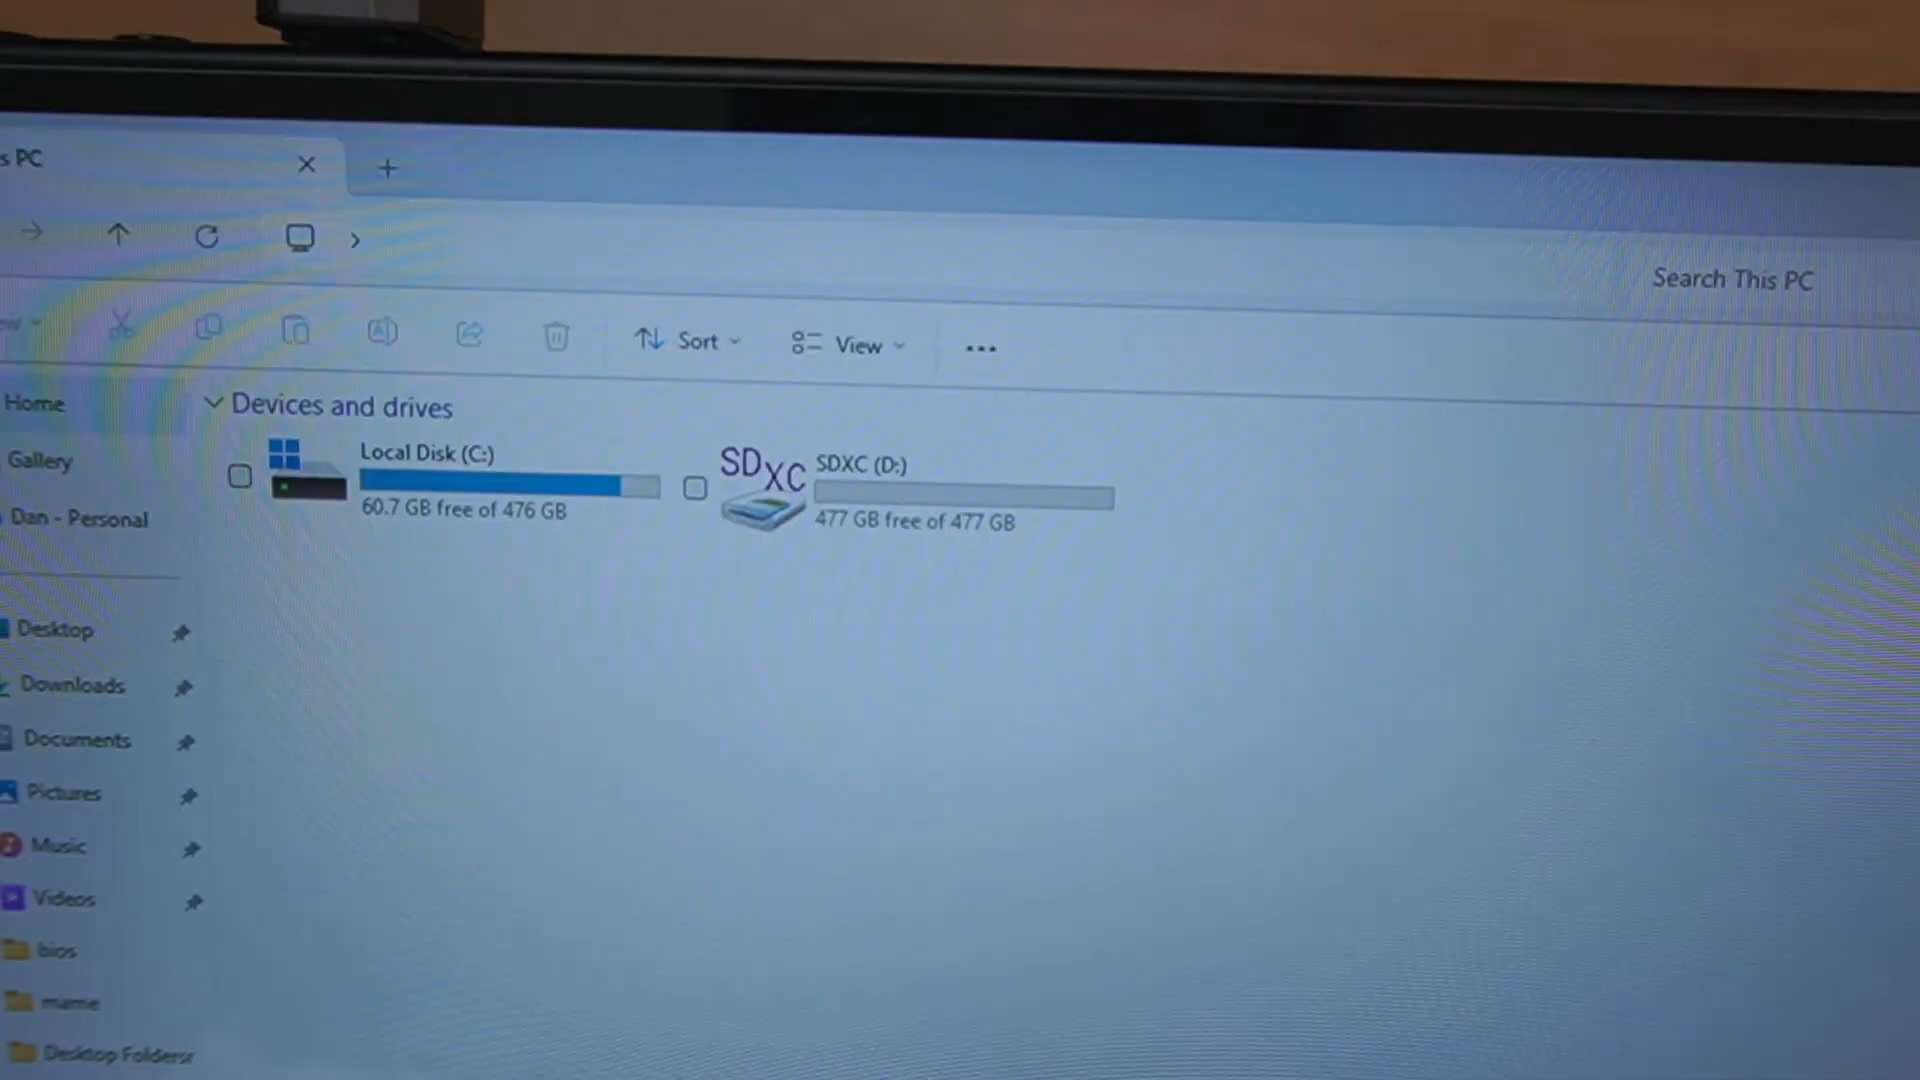 s PC
Search This PC
Sort
View
Home
Gallery
Dan - Personal
Desktop
Downloads
Documents
Pictures
Music
Videos
bios
mame
Desktop Folders
Devices and drives
Local Disk (C:)
60.7 GB free of 476 GB
SDXC
SDXC (D:)
477 GB free of 477 GB